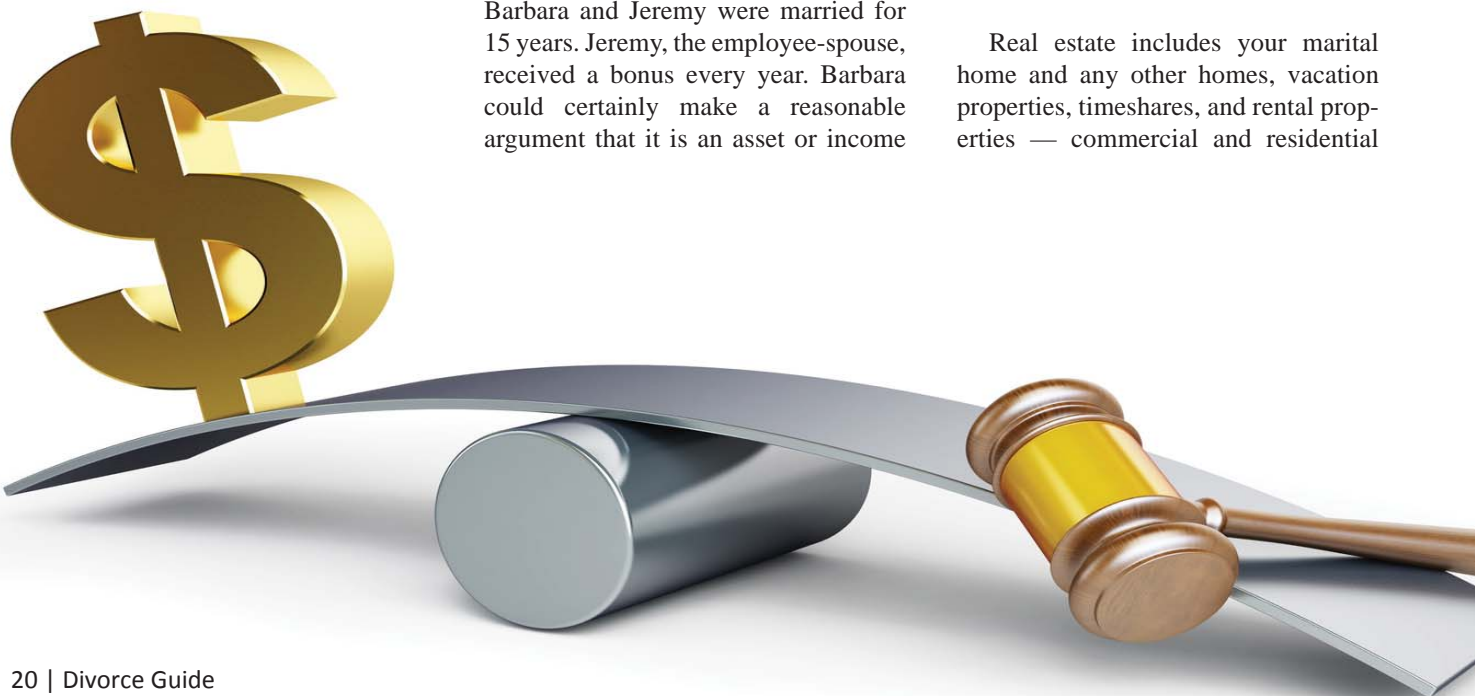 Barbara and Jeremy were married for
15 years. Jeremy, the employee-spouse,
received a bonus every year. Barbara
could certainly make a reasonable
argument that it is an asset or income
Real estate includes your marital
home and any other homes, vacation
properties, timeshares, and rental prop-
erties — commercial and residential
20 | Divorce Guide